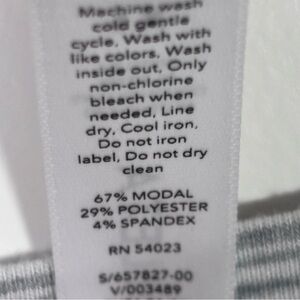 Machine wash
cold gentle
cycle, Wash with
like colors, Wash
inside out, Only
non-chlorine
bleach when
needed, Line
dry, Cool iron,
Do not iron
label, Do not dry
clean
67% MODAL
29% POLYESTER
4% SPANDEX
RN 54023
S/657827-00
V/003489